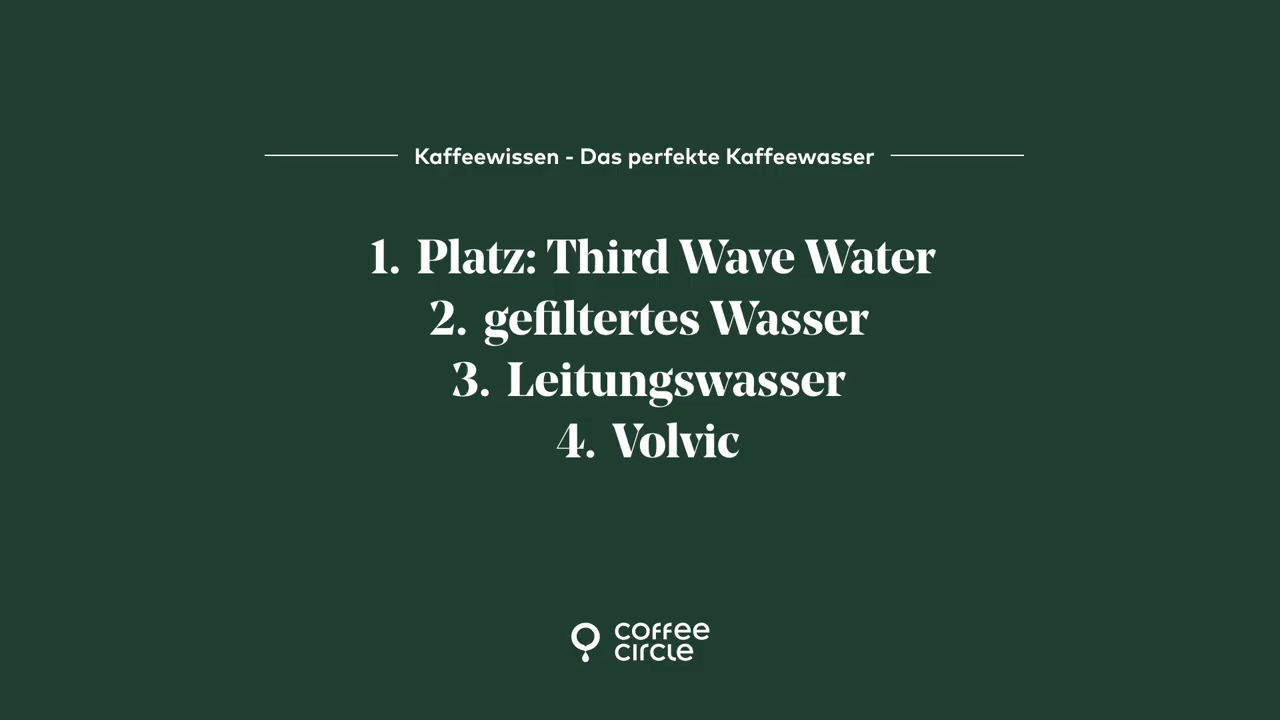 Kaffeewissen - Das perfekte Kaffeewasser
1. Platz: Third Wave Water
2. gefiltertes Wasser
3. Leitungswasser
4. Volvic
coffee
circle